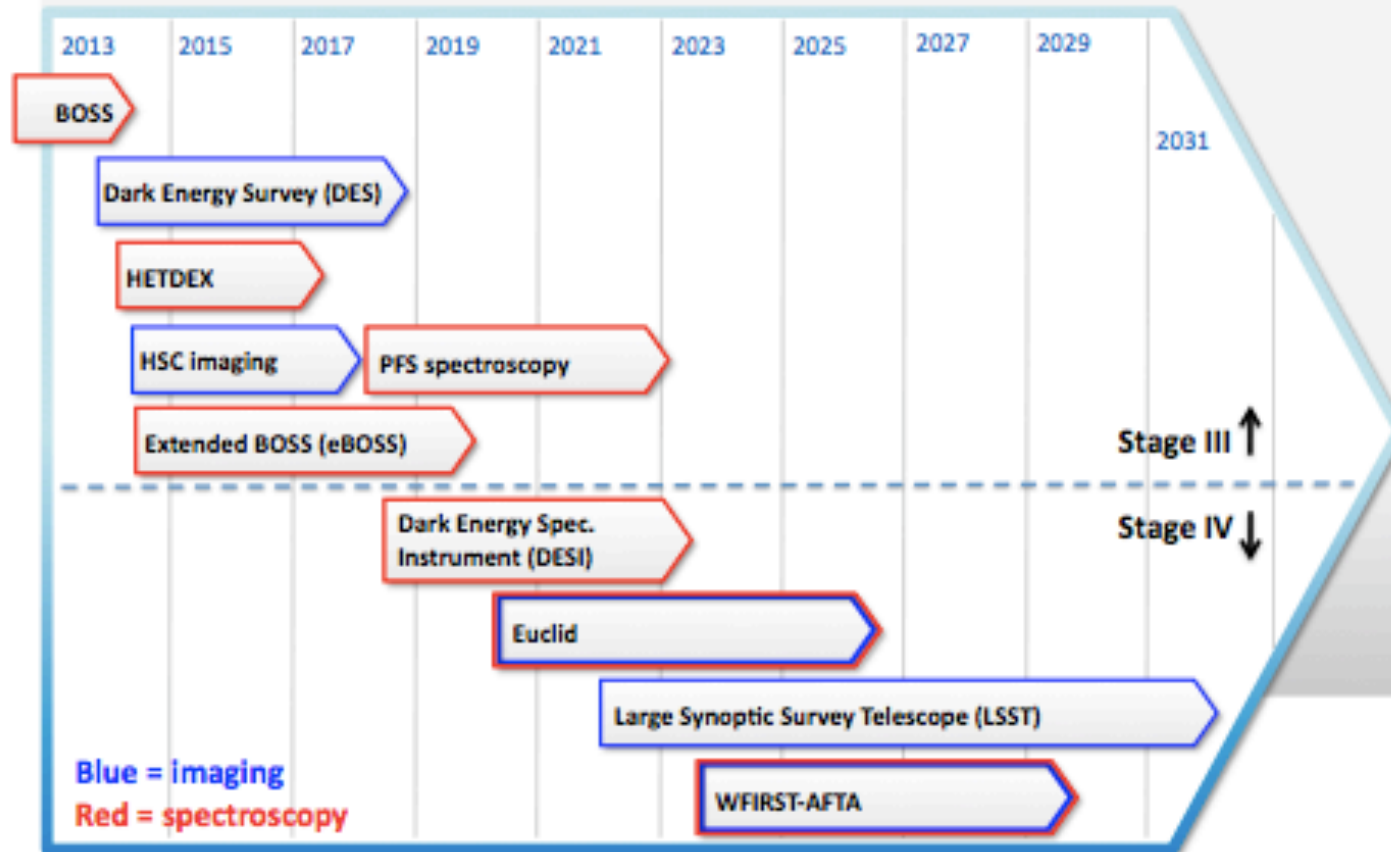 2013 2015 2017 2019 2021 2023 2025 2027 2029
BOSS
2031
Dark Energy Survey (DES)
HETDEX
HSC imaging PFS spectroscopy
Extended BOSS (eBOSS)
Stage III ↑
Dark Energy Spec.
Instrument (DESI)
Stage IV ↓
Euclid
Large Synoptic Survey Telescope (LSST)
Blue = imaging
WFIRST-AFTA
Red = spectroscopy